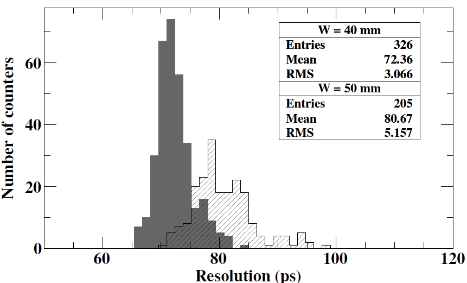 Number of counters
60
40
20
0
W = 40 mm
Entries 326
Mean 72.36
RMS 3.066
W = 50 mm
Entries 205
Mean 80.67
RMS 5.157
60 80 100 120
Resolution (ps)